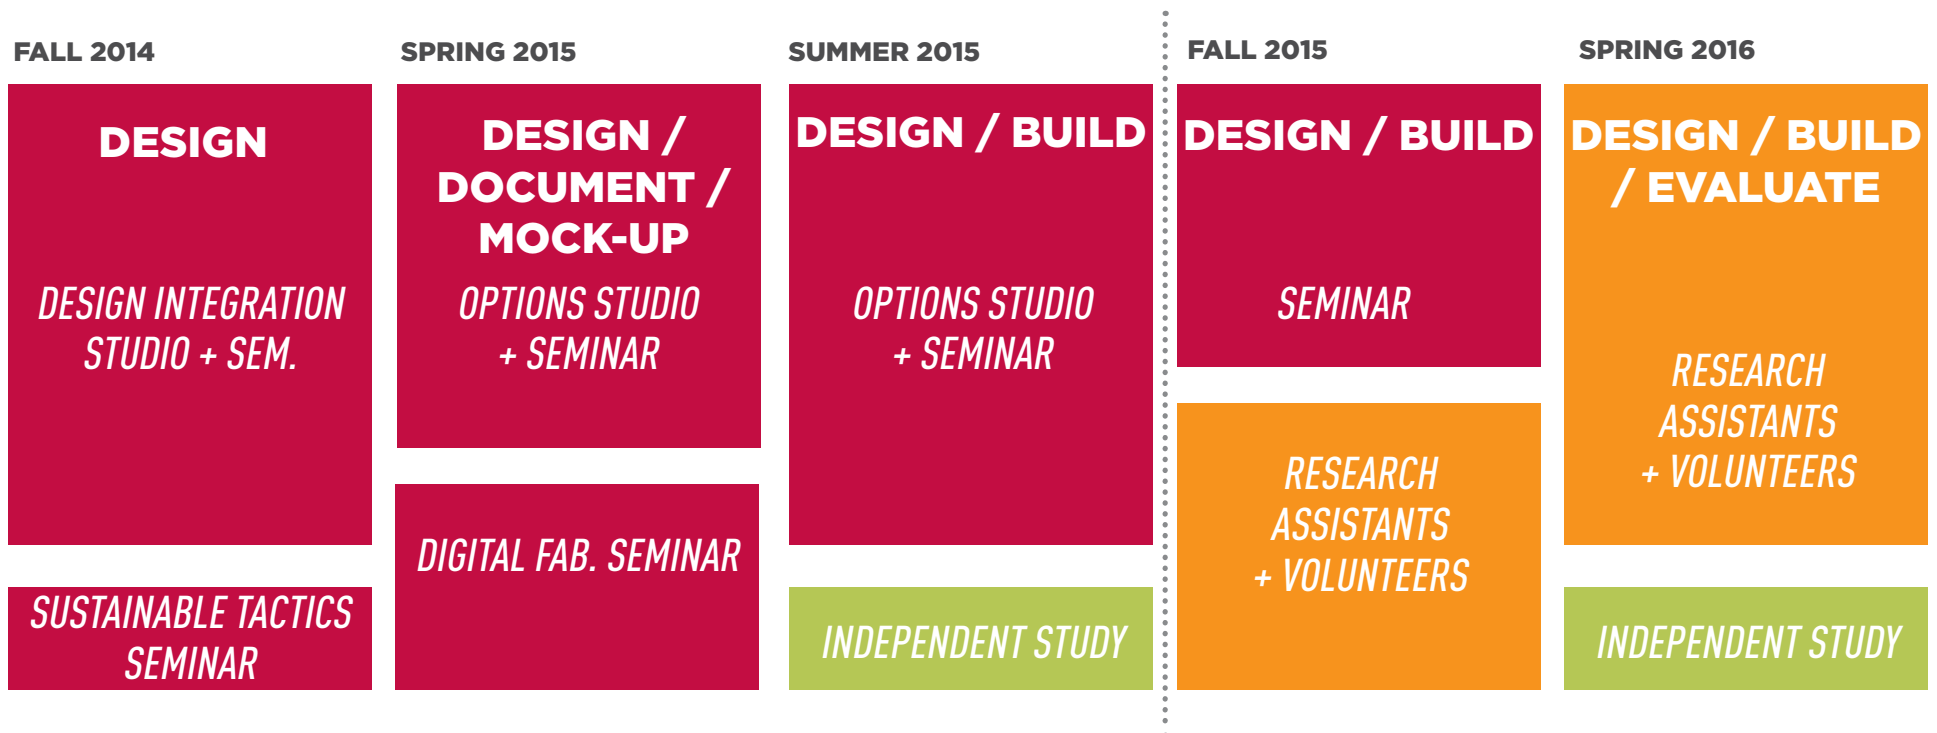 FALL 2014
DESIGN
DESIGN INTEGRATION
STUDIO + SEM.
SUSTAINABLE TACTICS
SEMINAR
SPRING 2015
DESIGN /
DOCUMENT /
MOCK-UP
OPTIONS STUDIO
+ SEMINAR
DIGITAL FAB. SEMINAR
SUMMER 2015
DESIGN / BUILD
OPTIONS STUDIO
+ SEMINAR
INDEPENDENT STUDY
FALL 2015
DESIGN / BUILD
SEMINAR
RESEARCH
ASSISTANTS
+ VOLUNTEERS
SPRING 2016
DESIGN / BUILD
/ EVALUATE
RESEARCH
ASSISTANTS
+ VOLUNTEERS
INDEPENDENT STUDY